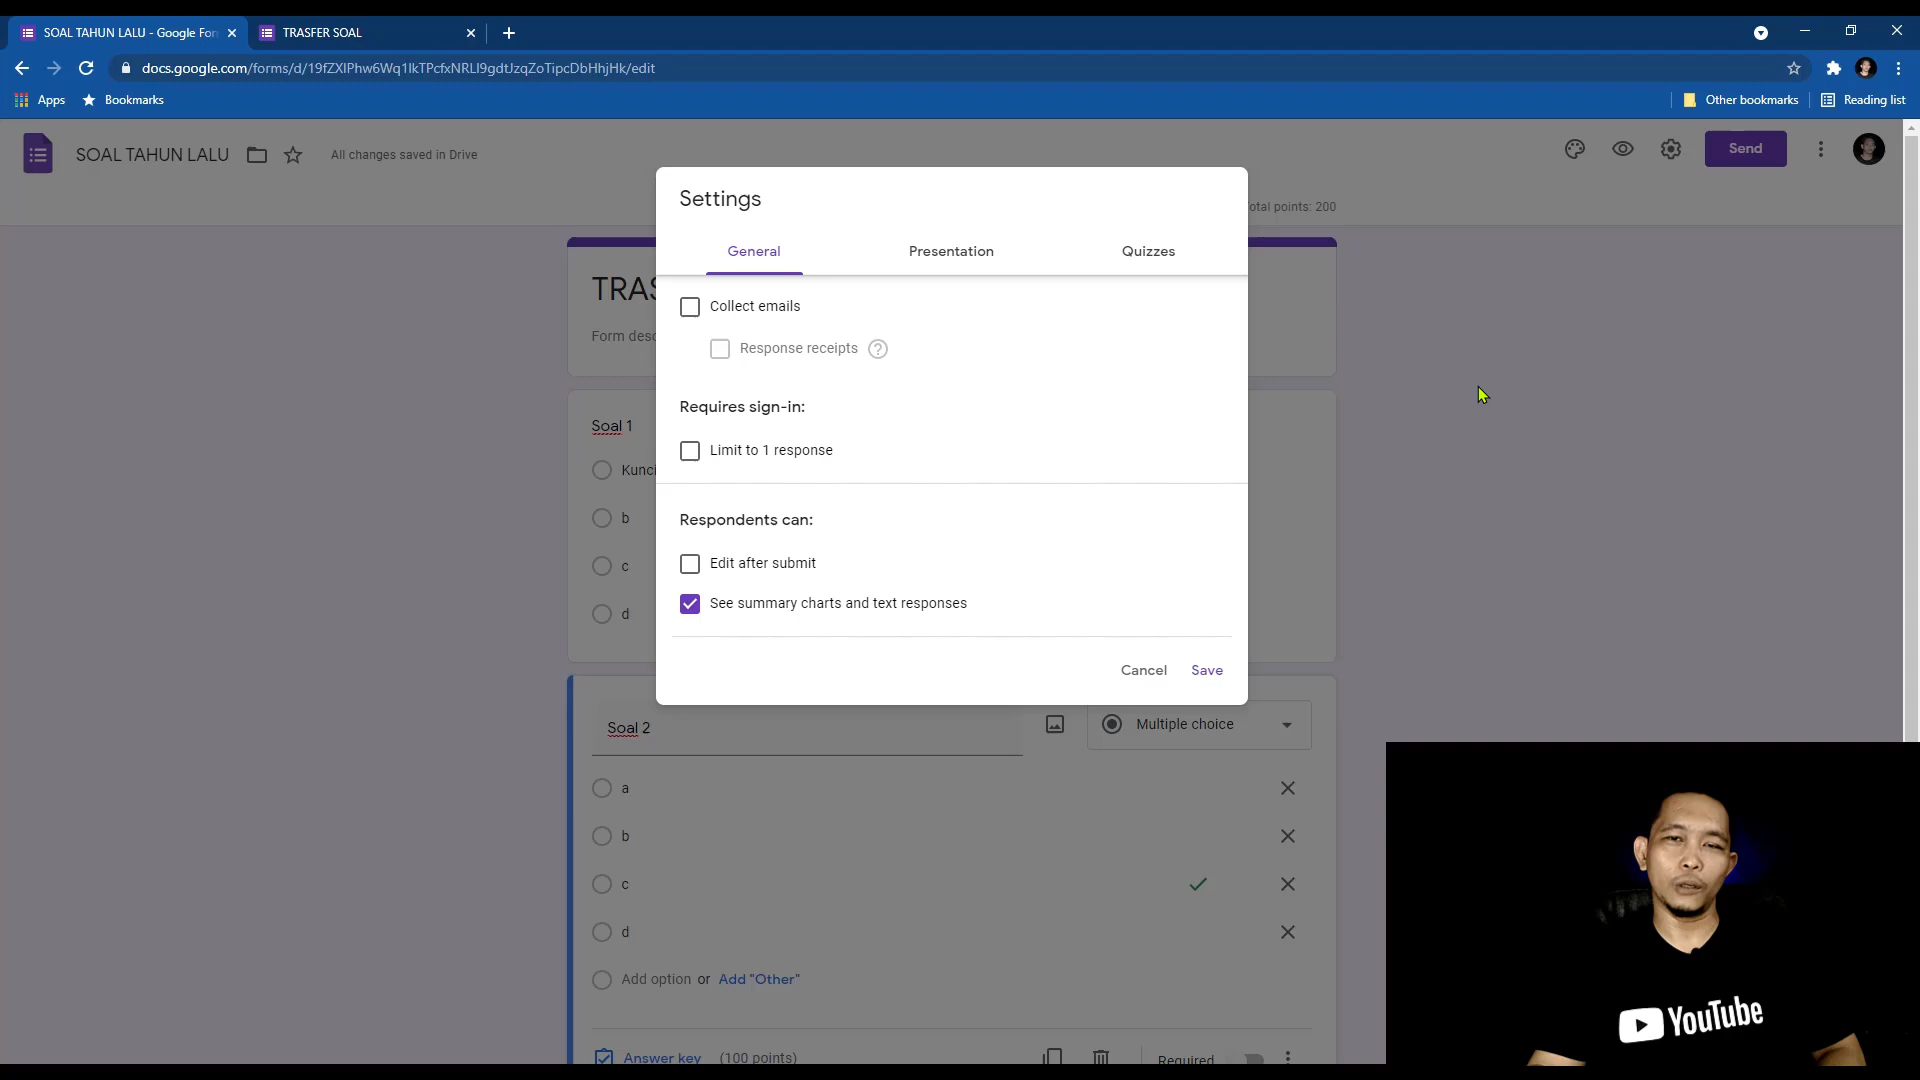 SOAL TAHUN LALU - Google For
TRASFER SOAL
docs.google.com/forms/d/19fZXlPhw6Wq1IkTPcfxNRLl9gdtJzqZoTipcDbHhjHk/edit
Apps
Bookmarks
Other bookmarks
Reading list
SOAL TAHUN LALU
All changes saved in Drive
Send
Total points: 200
Settings
General
Presentation
Quizzes
Collect emails
Response receipts
Requires sign-in:
Limit to 1 response
Respondents can:
Edit after submit
See summary charts and text responses
Cancel
Save
TRAS
Form desc
Soal 1
Kunci
b
c
d
Soal 2
Multiple choice
a
b
c
d
Add option or Add "Other"
Answer key
(100 points)
Required
YouTube